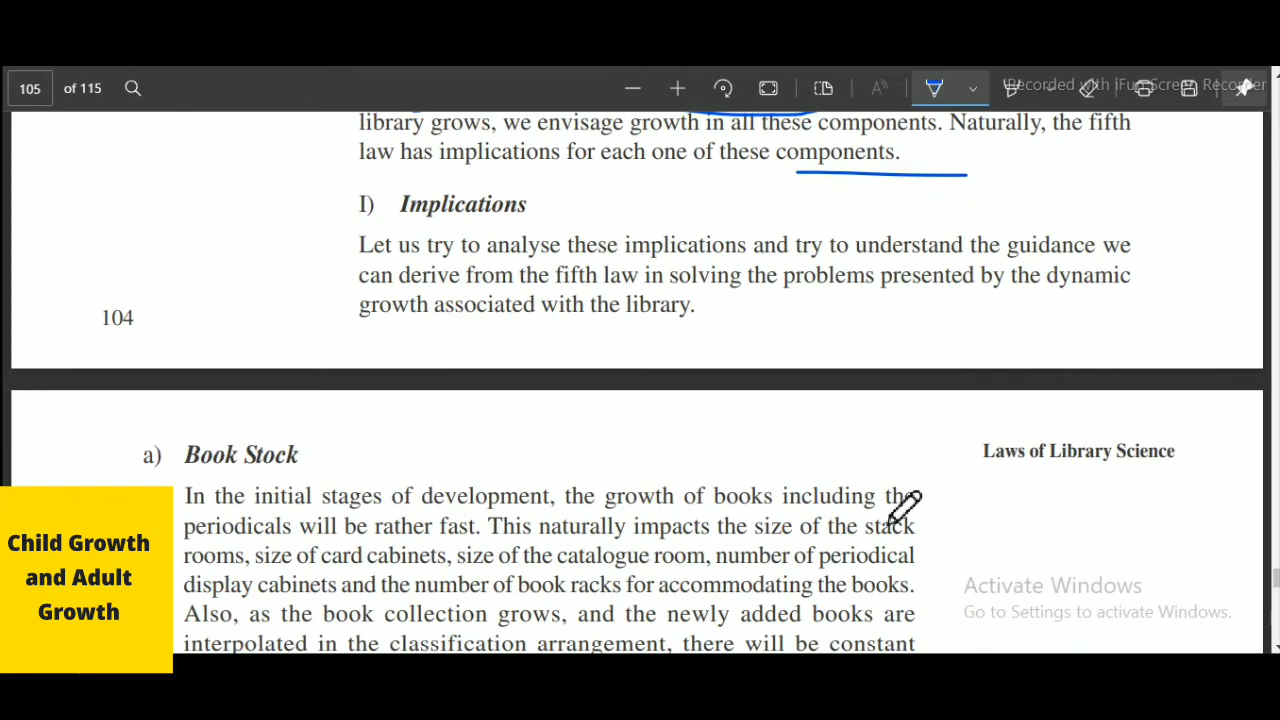 105 of 115
Recorded with iFun Screen Recorder
library grows, we envisage growth in all these components. Naturally, the fifth
law has implications for each one of these components.
I) Implications
Let us try to analyse these implications and try to understand the guidance we
can derive from the fifth law in solving the problems presented by the dynamic
growth associated with the library.
104
a) Book Stock
Laws of Library Science
In the initial stages of development, the growth of books including the
periodicals will be rather fast. This naturally impacts the size of the stack
rooms, size of card cabinets, size of the catalogue room, number of periodical
display cabinets and the number of book racks for accommodating the books.
Also, as the book collection grows, and the newly added books are
interpolated in the classification arrangement, there will be constant
Child Growth
and Adult
Growth
Activate Windows
Go to Settings to activate Windows.